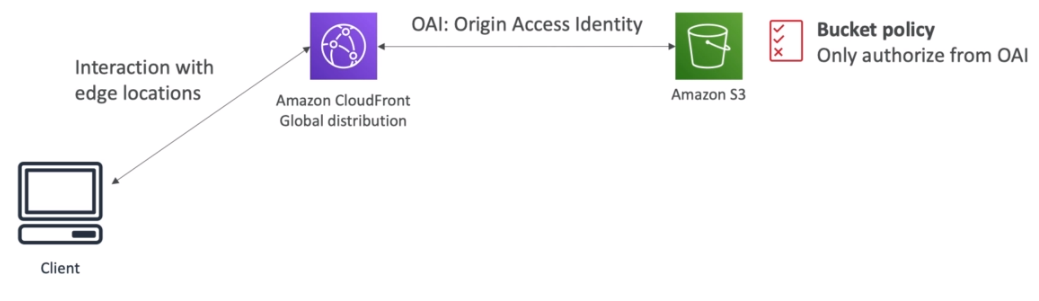 OAI: Origin Access Identity
Bucket policy
Only authorize from OAI
Interaction with
edge locations
Amazon CloudFront
Global distribution
Amazon S3
Client